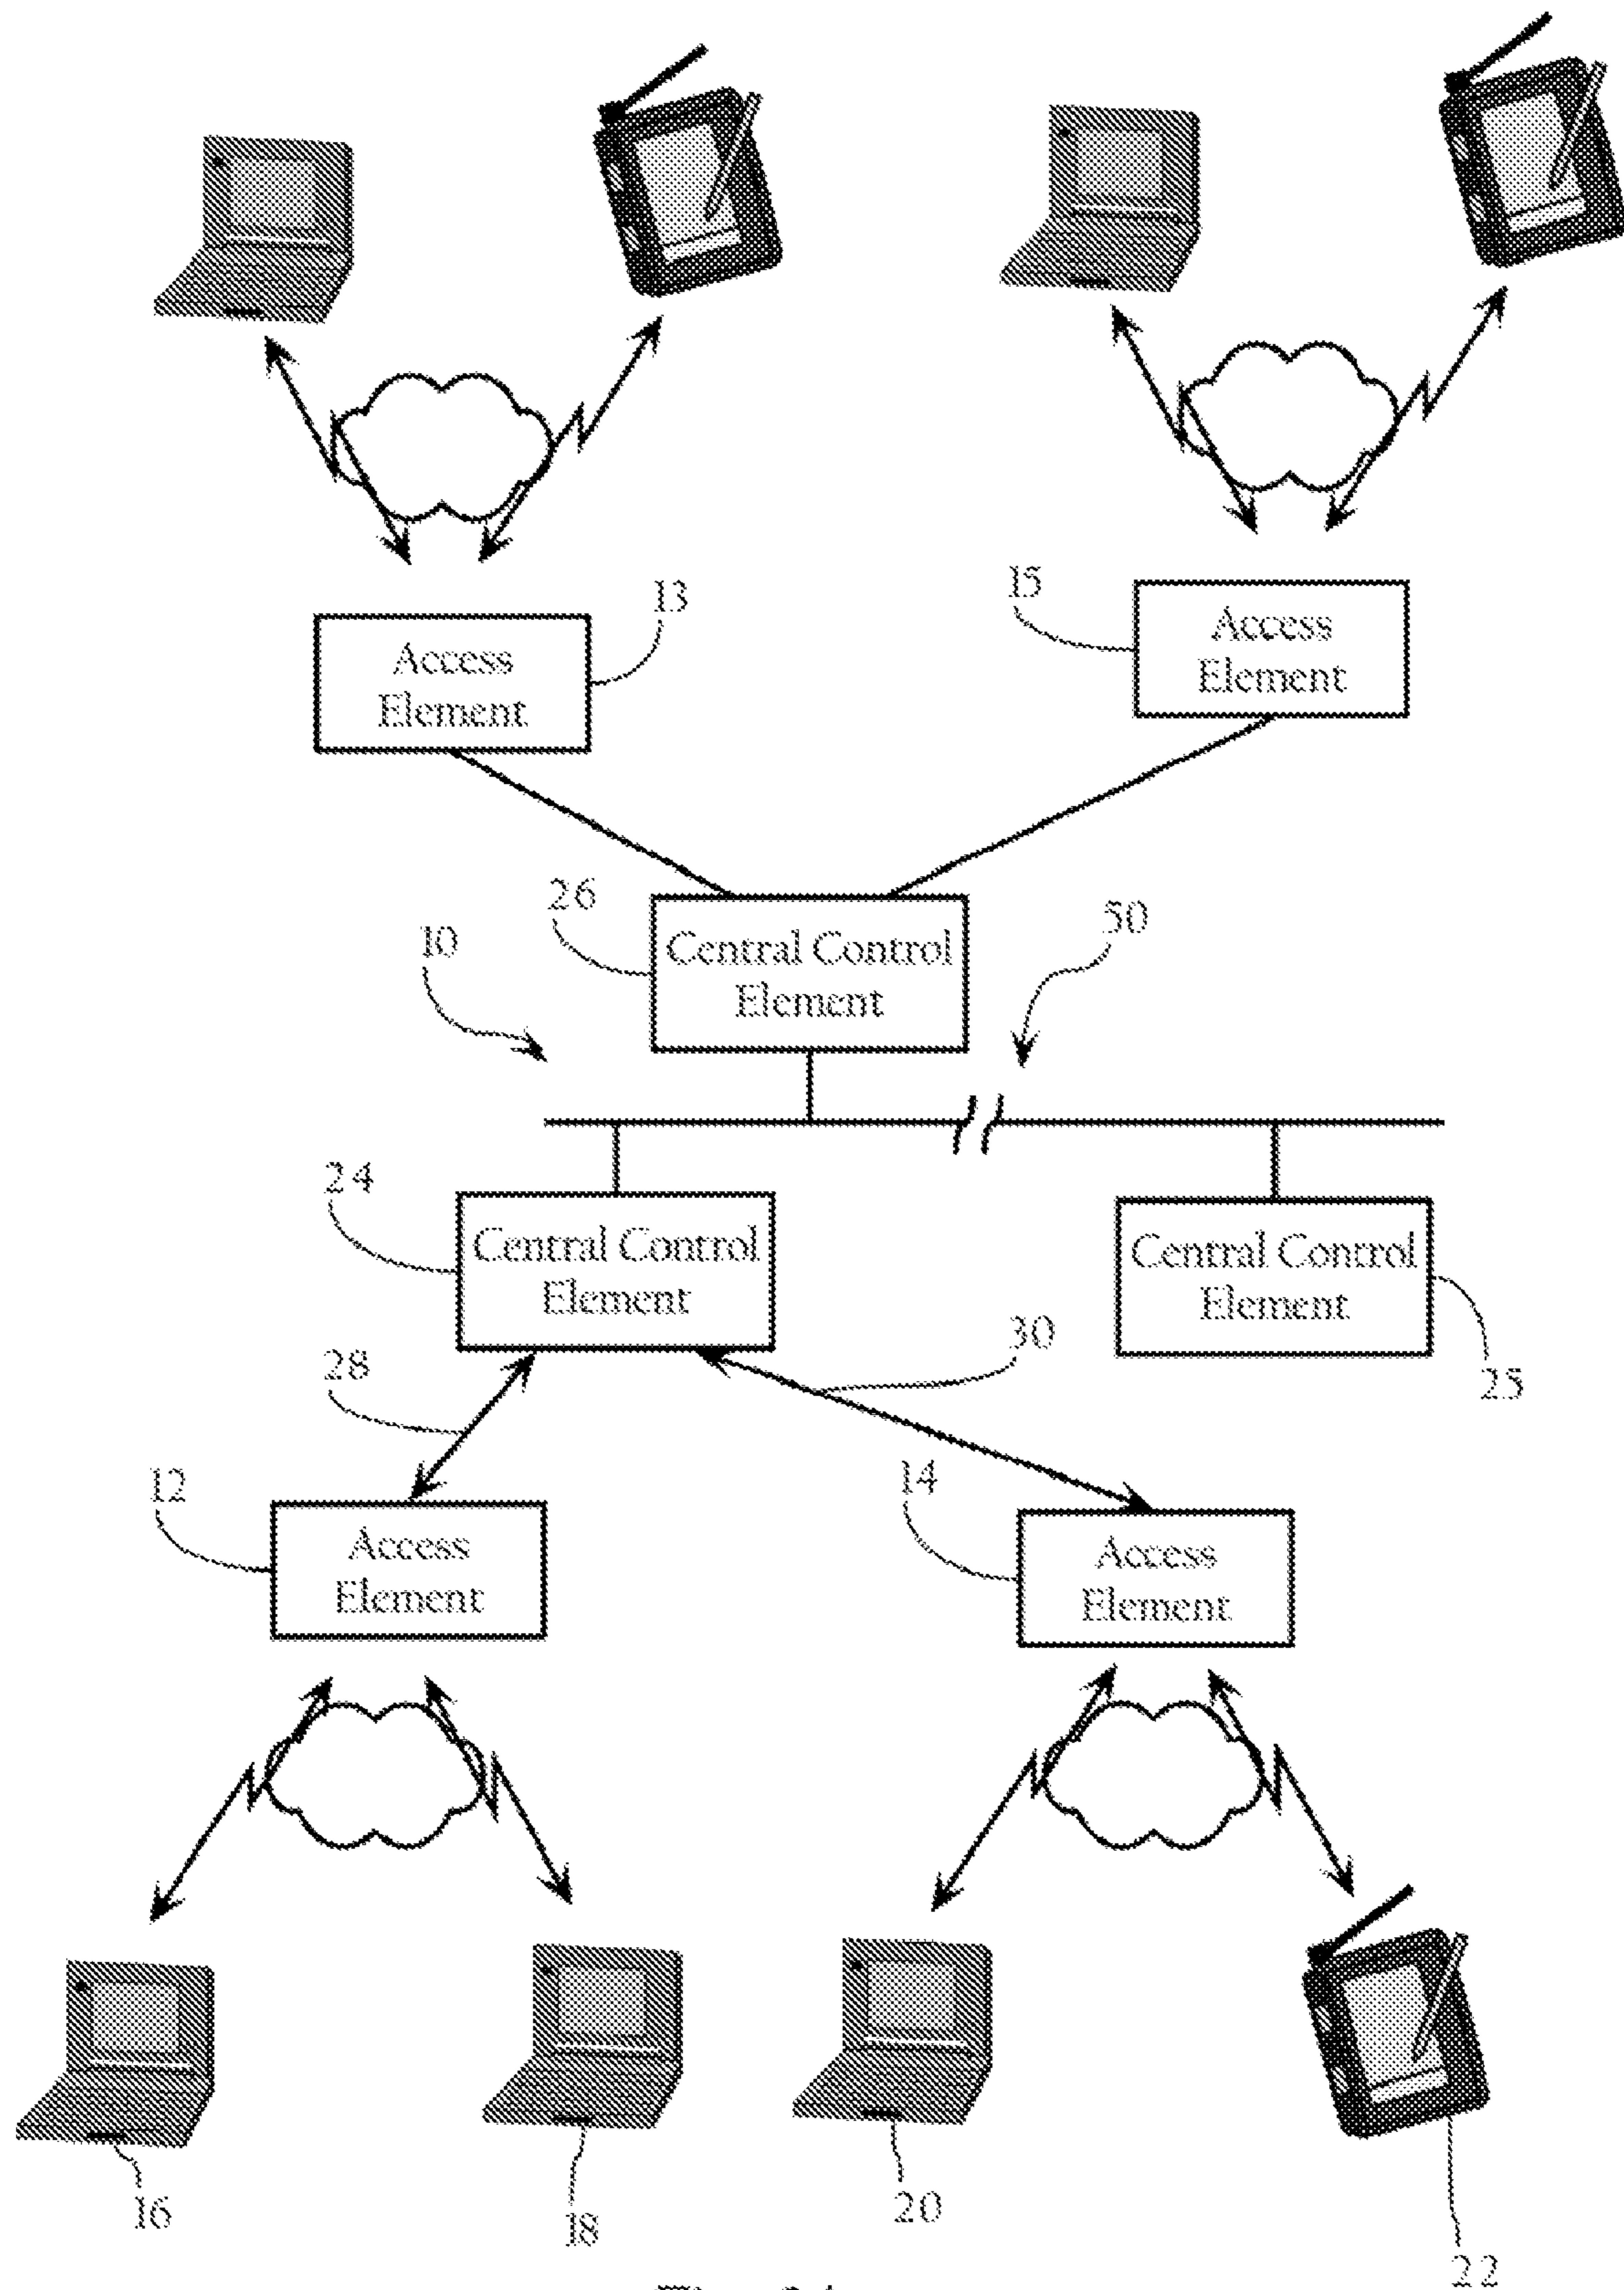 13
15
Access
Element
Access
Element
26
10
50
Central Control
Element
24
Central Control
Element
Central Control
Element
30
28
25
12
14
Access
Element
Access
Element
16
18
20
22